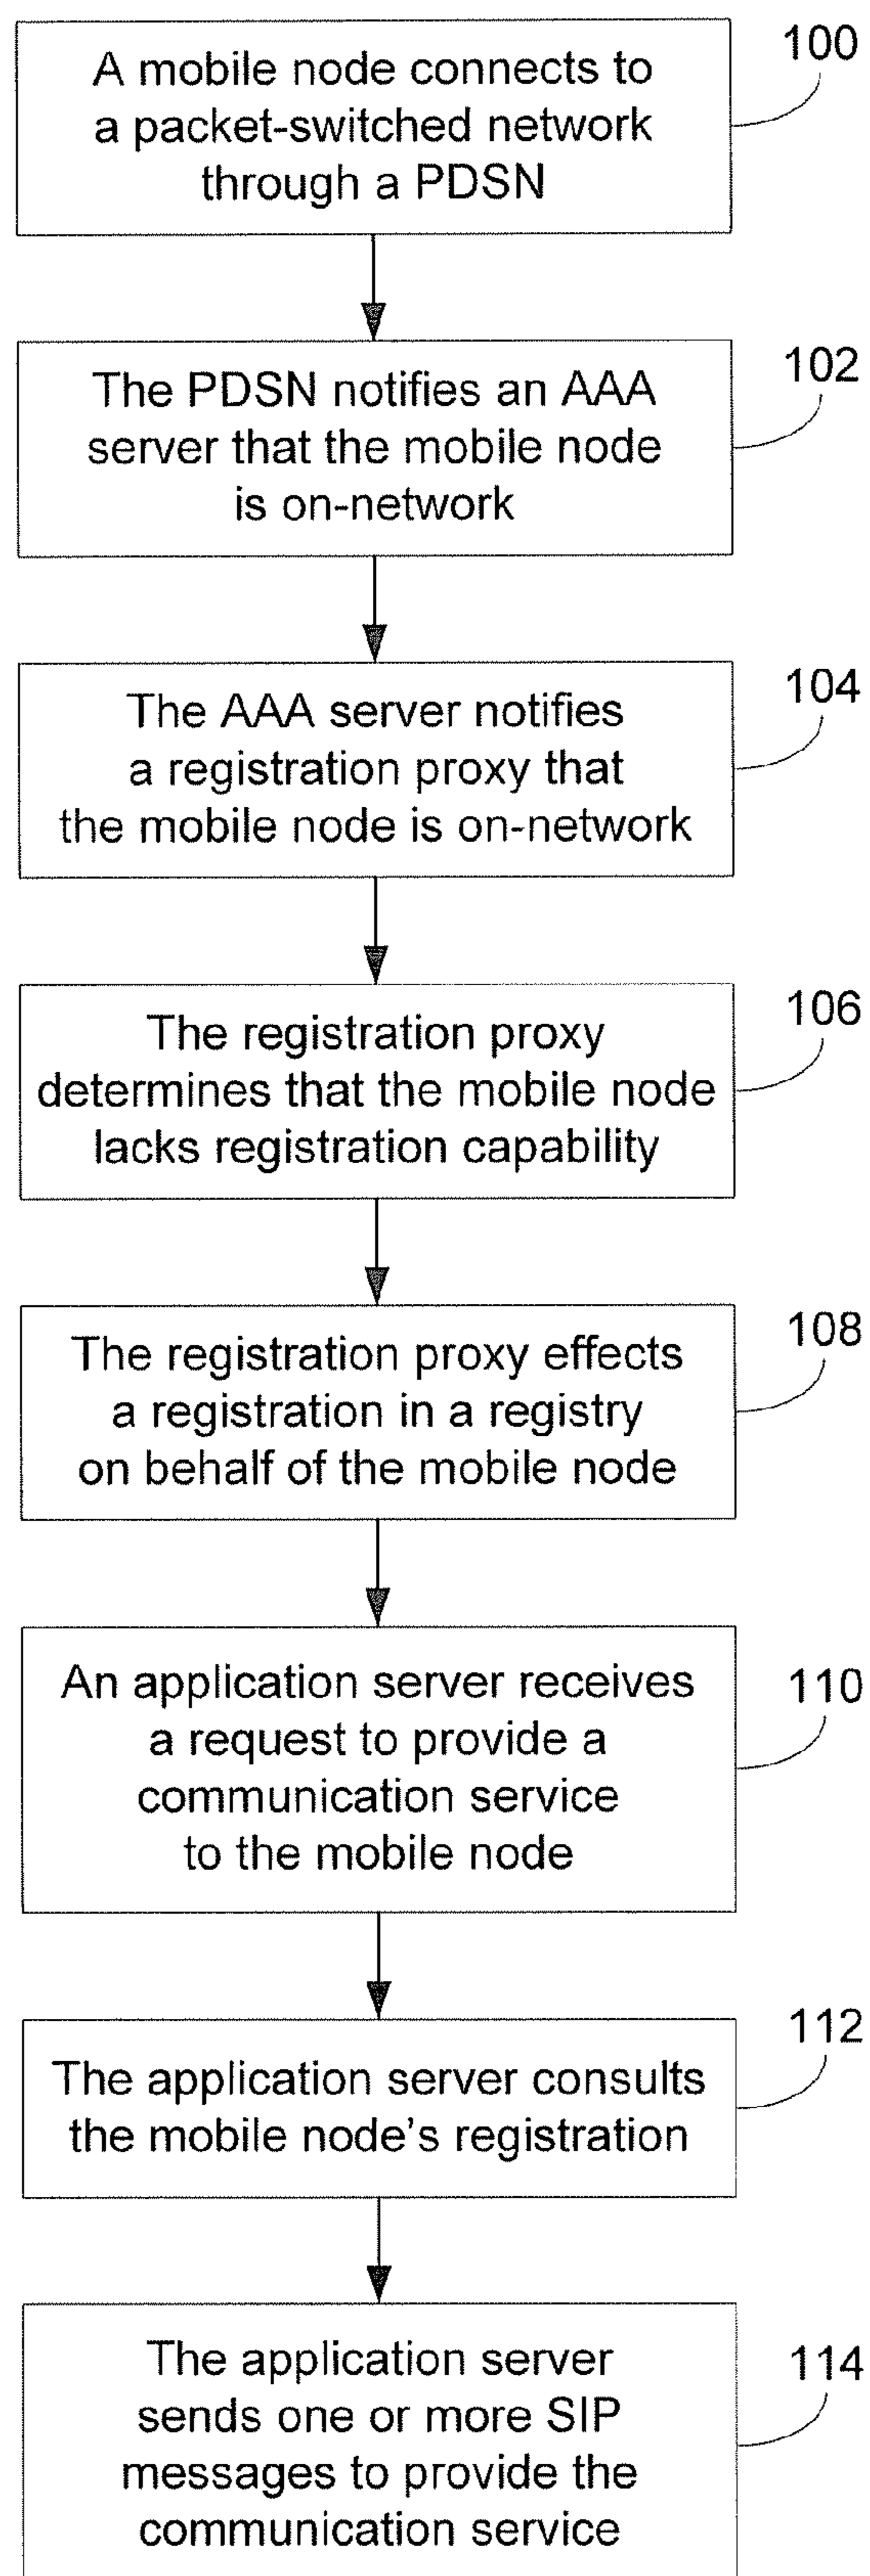 A mobile node connects to
a packet-switched network
through a PDSN
100
The PDSN notifies an AAA
server that the mobile node
is on-network
102
The AAA server notifies
a registration proxy that
the mobile node is on-network
104
The registration proxy
determines that the mobile node
lacks registration capability
106
The registration proxy effects
a registration in a registry
on behalf of the mobile node
108
An application server receives
a request to provide a
communication service
to the mobile node
110
The application server consults
the mobile node's registration
112
The application server
sends one or more SIP
messages to provide the
communication service
114